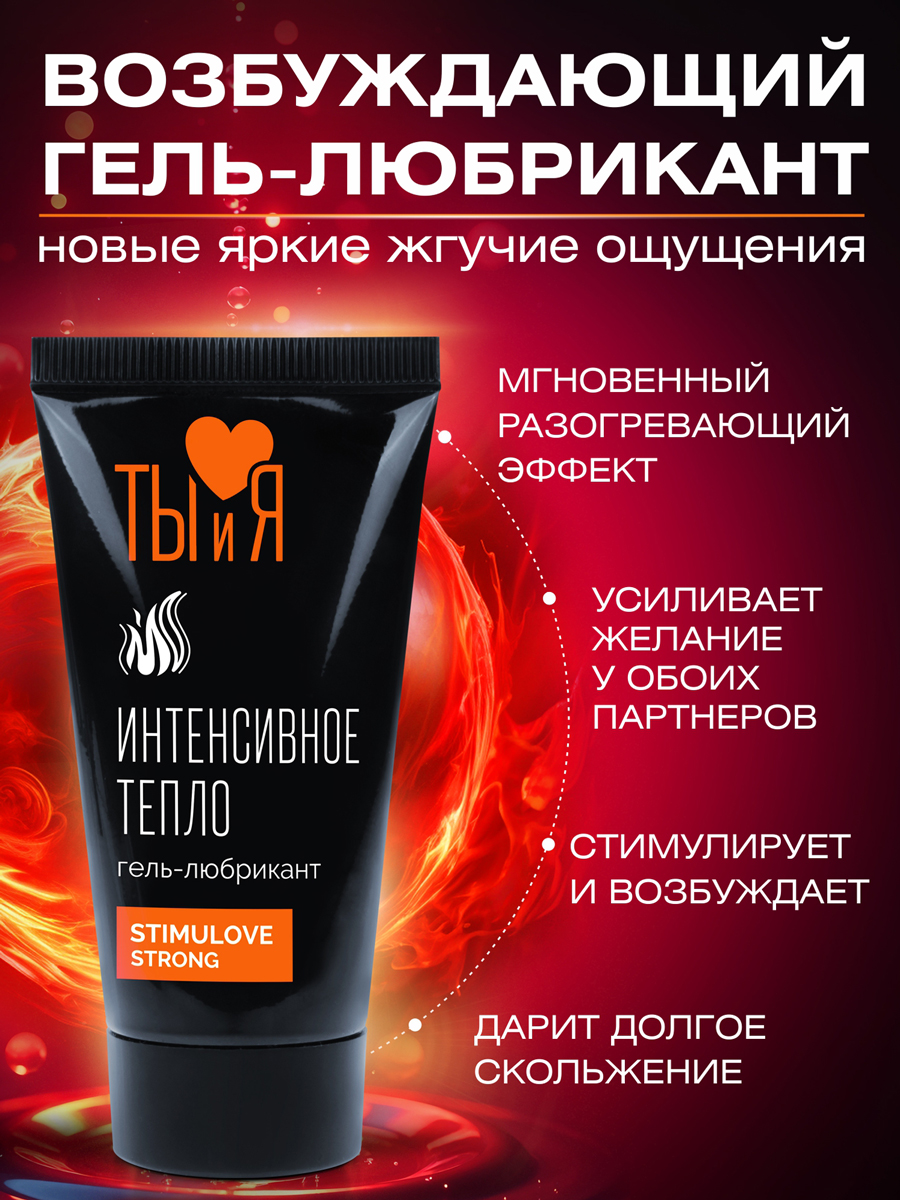 ВОЗБУЖДАЮЩИЙ
ГЕЛЬ-ЛЮБРИКАНТ
новые яркие жгучие ощущения
ТЫ и Я
ИНТЕНСИВНОЕ
ТЕПЛО
гель-любрикант
STIMULOVE
STRONG
МГНОВЕННЫЙ
РАЗОГРЕВАЮЩИЙ
ЭФФЕКТ
УСИЛИВАЕТ
ЖЕЛАНИЕ
У ОБОИХ
ПАРТНЕРОВ
СТИМУЛИРУЕТ
И ВОЗБУЖДАЕТ
ДАРИТ ДОЛГОЕ
СКОЛЬЖЕНИЕ